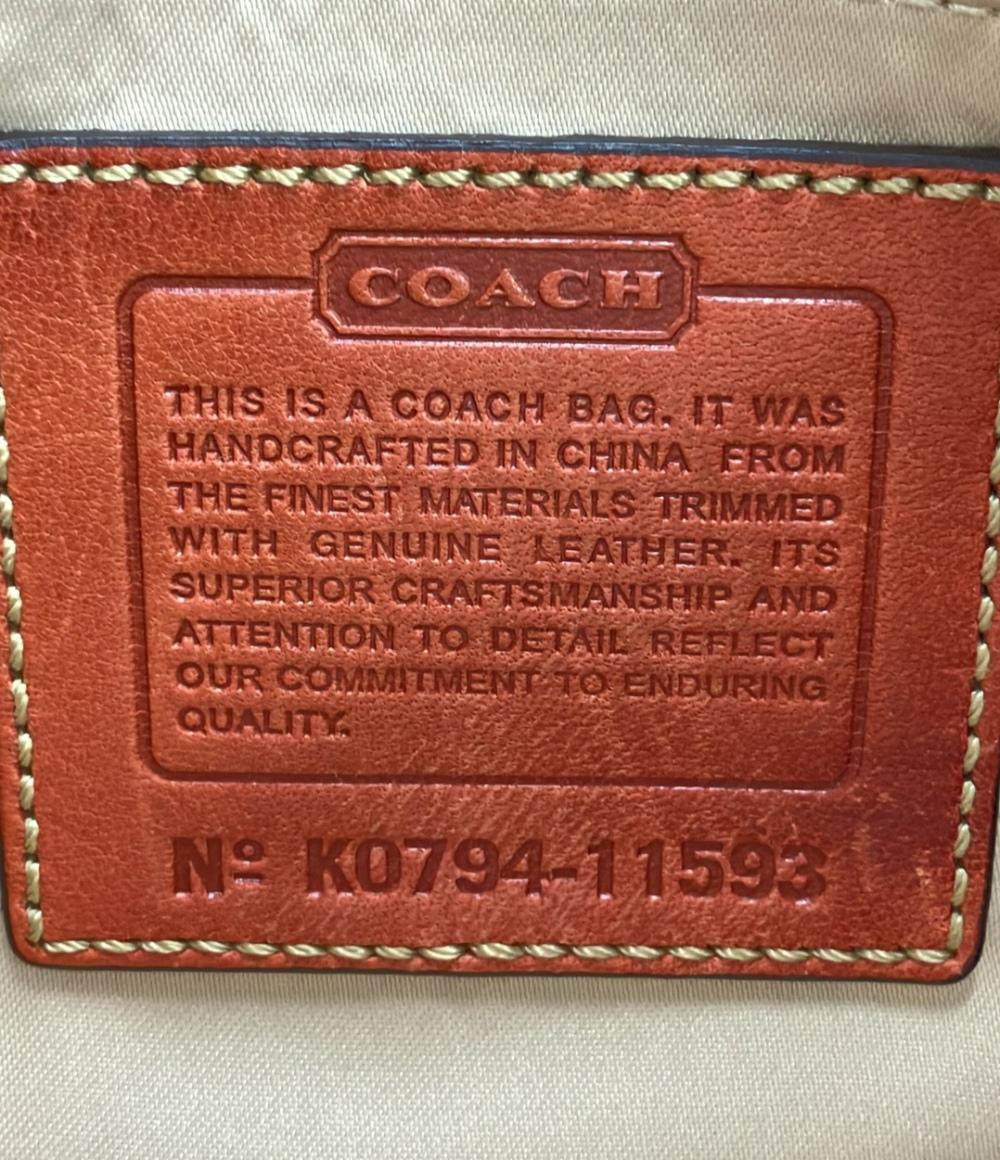 COACH
THIS IS A COACH BAG. IT WAS
HANDCRAFTED IN CHINA FROM
THE FINEST MATERIALS TRIMMED
WITH GENUINE LEATHER. ITS
SUPERIOR CRAFTSMANSHIP AND
ATTENTION TO DETAIL REFLECT
OUR COMMITMENT TO ENDURING
QUALITY.
Nº K0794-11593